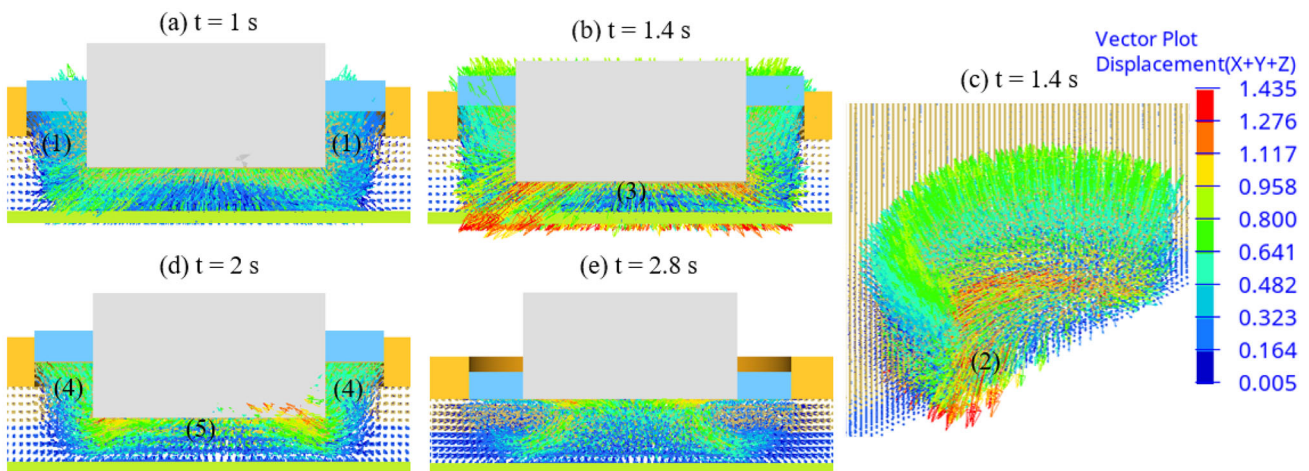 (a) t = 1 s
(1)
(1)
(b) t = 1.4 s
(3)
(c) t = 1.4 s
(2)
Vector Plot
Displacement(X+Y+Z)
1.435
1.276
1.117
0.958
0.800
0.641
0.482
0.323
0.164
0.005
(d) t = 2 s
(4)
(4)
(5)
(e) t = 2.8 s